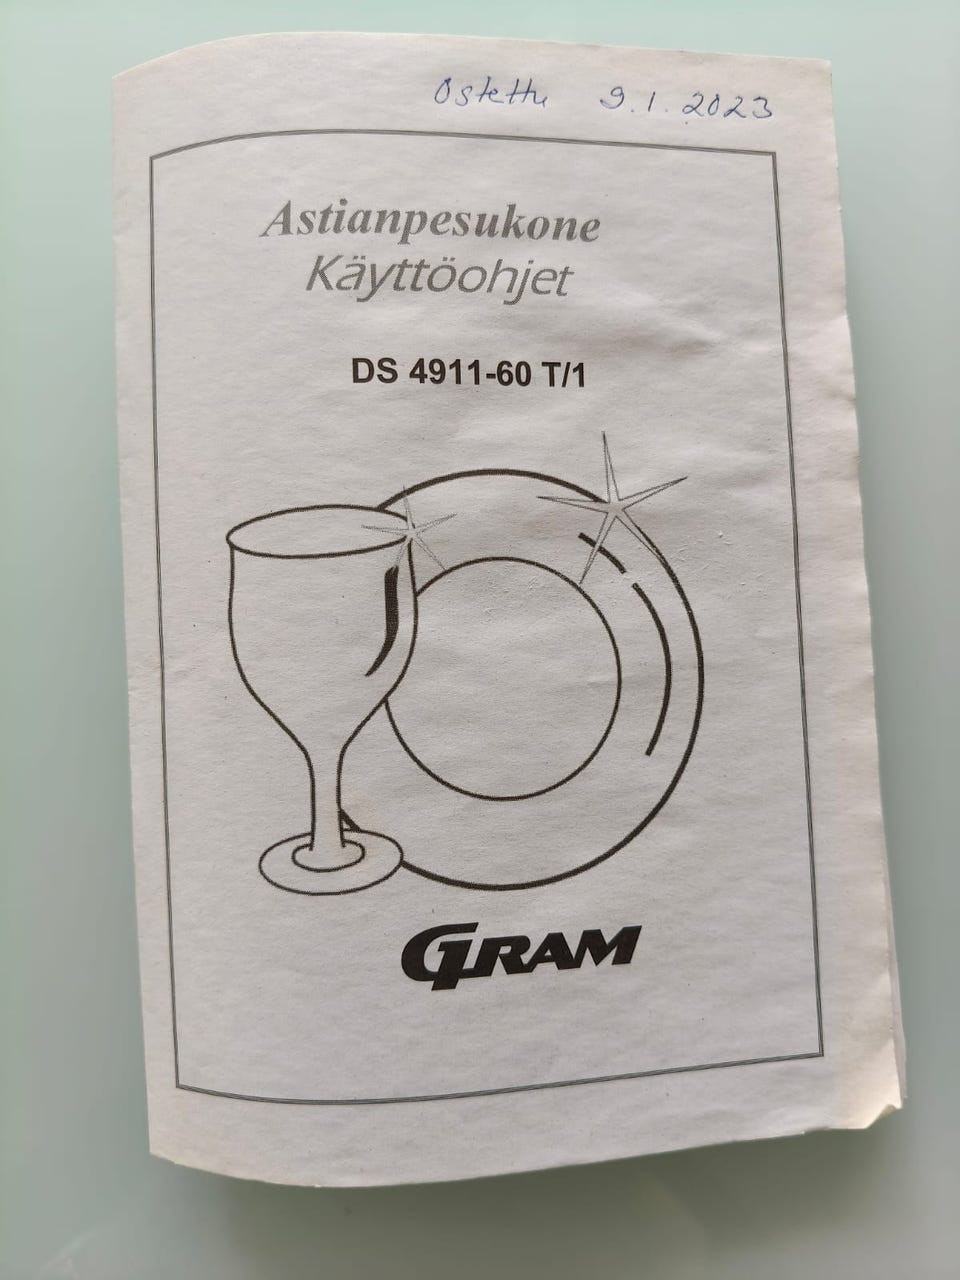 Ostettu 9.1.2023
Astianpesukone
Käyttöohjet
DS 4911-60 T/1
GRAM